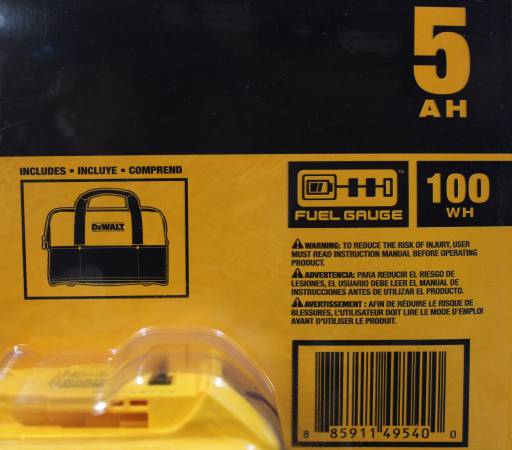 5
AH
INCLUDES • INCLUYE • COMPREND
DEWALT
FUEL GAUGE™
100
WH
WARNING: TO REDUCE THE RISK OF INJURY, USER
MUST READ INSTRUCTION MANUAL BEFORE OPERATING
PRODUCT.
ADVERTENCIA: PARA REDUCIR EL RIESGO DE
LESIONES, EL USUARIO DEBE LEER EL MANUAL DE
INSTRUCCIONES ANTES DE UTILIZAR EL PRODUCTO.
AVERTISSEMENT : AFIN DE RÉDUIRE LE RISQUE DE
BLESSURES, L'UTILISATEUR DOIT LIRE LE MODE D'EMPLOI
AVANT D'UTILISER LE PRODUIT.
8 85911 49540 0